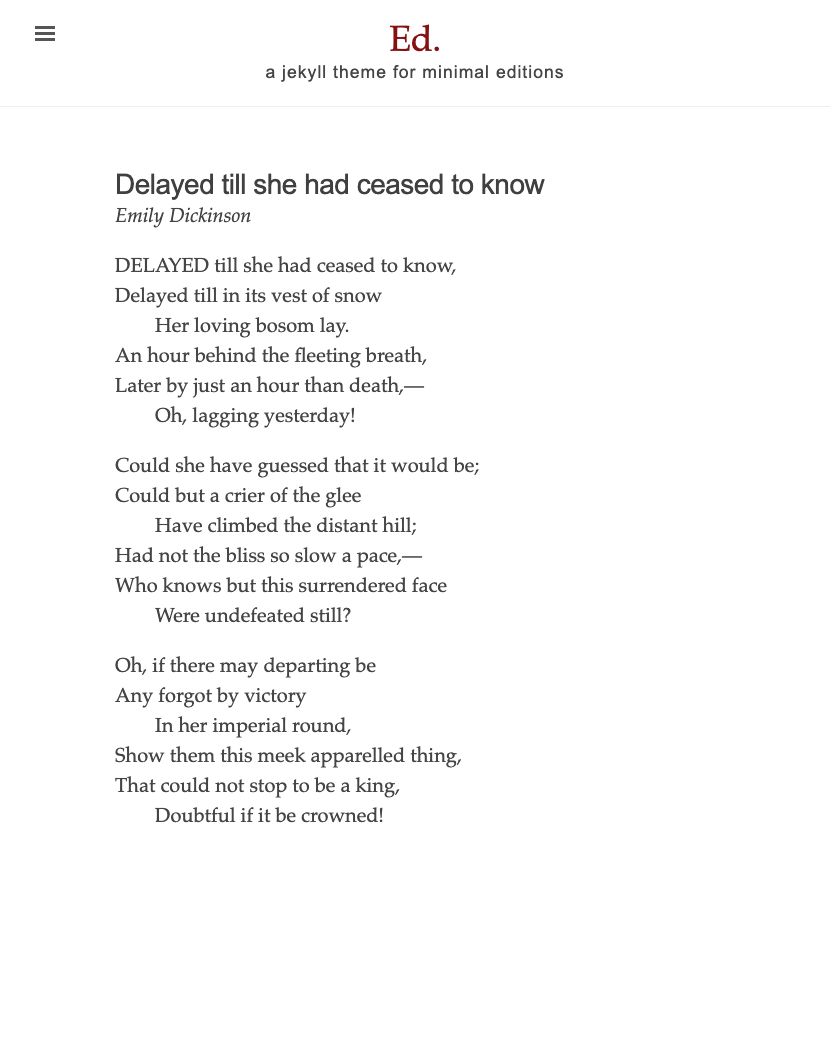 Ed.
a jekyll theme for minimal editions
Delayed till she had ceased to know
Emily Dickinson
DELAYED till she had ceased to know,
Delayed till in its vest of snow
Her loving bosom lay.
An hour behind the fleeting breath,
Later by just an hour than death,—
Oh, lagging yesterday!
Could she have guessed that it would be;
Could but a crier of the glee
Have climbed the distant hill;
Had not the bliss so slow a pace,—
Who knows but this surrendered face
Were undefeated still?
Oh, if there may departing be
Any forgot by victory
In her imperial round,
Show them this meek apparelled thing,
That could not stop to be a king,
Doubtful if it be crowned!